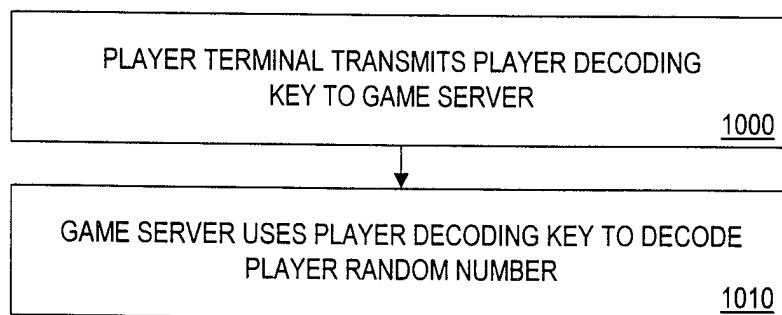 PLAYER TERMINAL TRANSMITS PLAYER DECODING
KEY TO GAME SERVER
1000
GAME SERVER USES PLAYER DECODING KEY TO DECODE
PLAYER RANDOM NUMBER
1010